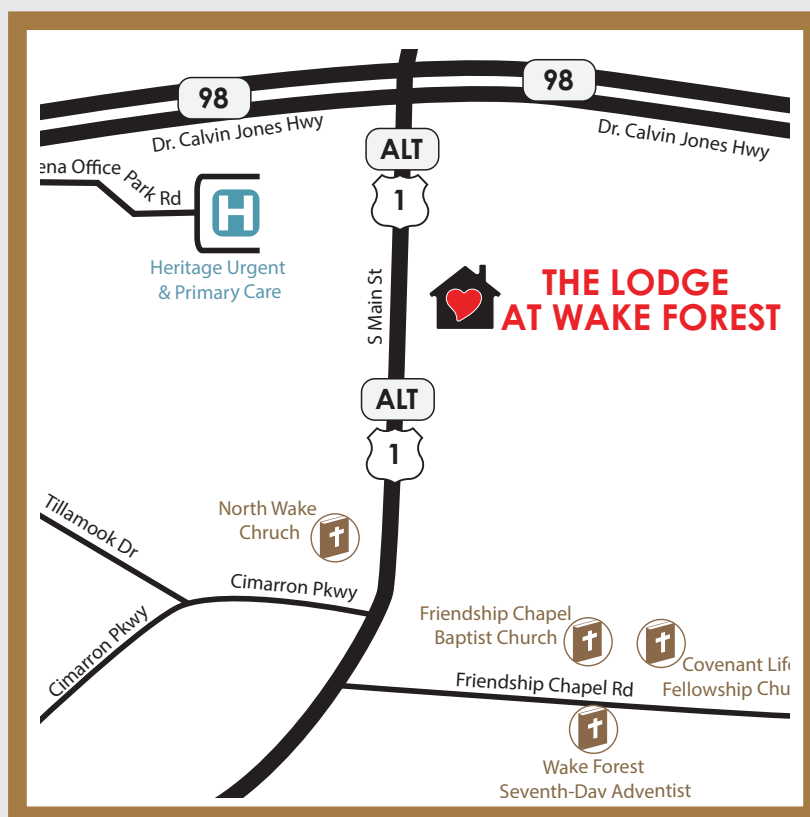 98
98
Dr. Calvin Jones Hwy
Dr. Calvin Jones Hwy
ALT
1
ena Office Park Rd
H
Heritage Urgent
& Primary Care
S Main St
THE LODGE
AT WAKE FOREST
ALT
1
North Wake
Chruch
Tillamook Dr
Cimarron Pkwy
Cimarron Pkwy
Friendship Chapel
Baptist Church
Covenant Life
Fellowship Chu
Friendship Chapel Rd
Wake Forest
Seventh-Day Adventist